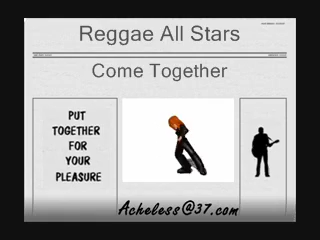 Reggae All Stars
Come Together
PUT
TOGETHER
FOR
YOUR
PLEASURE
Acheless@37.com